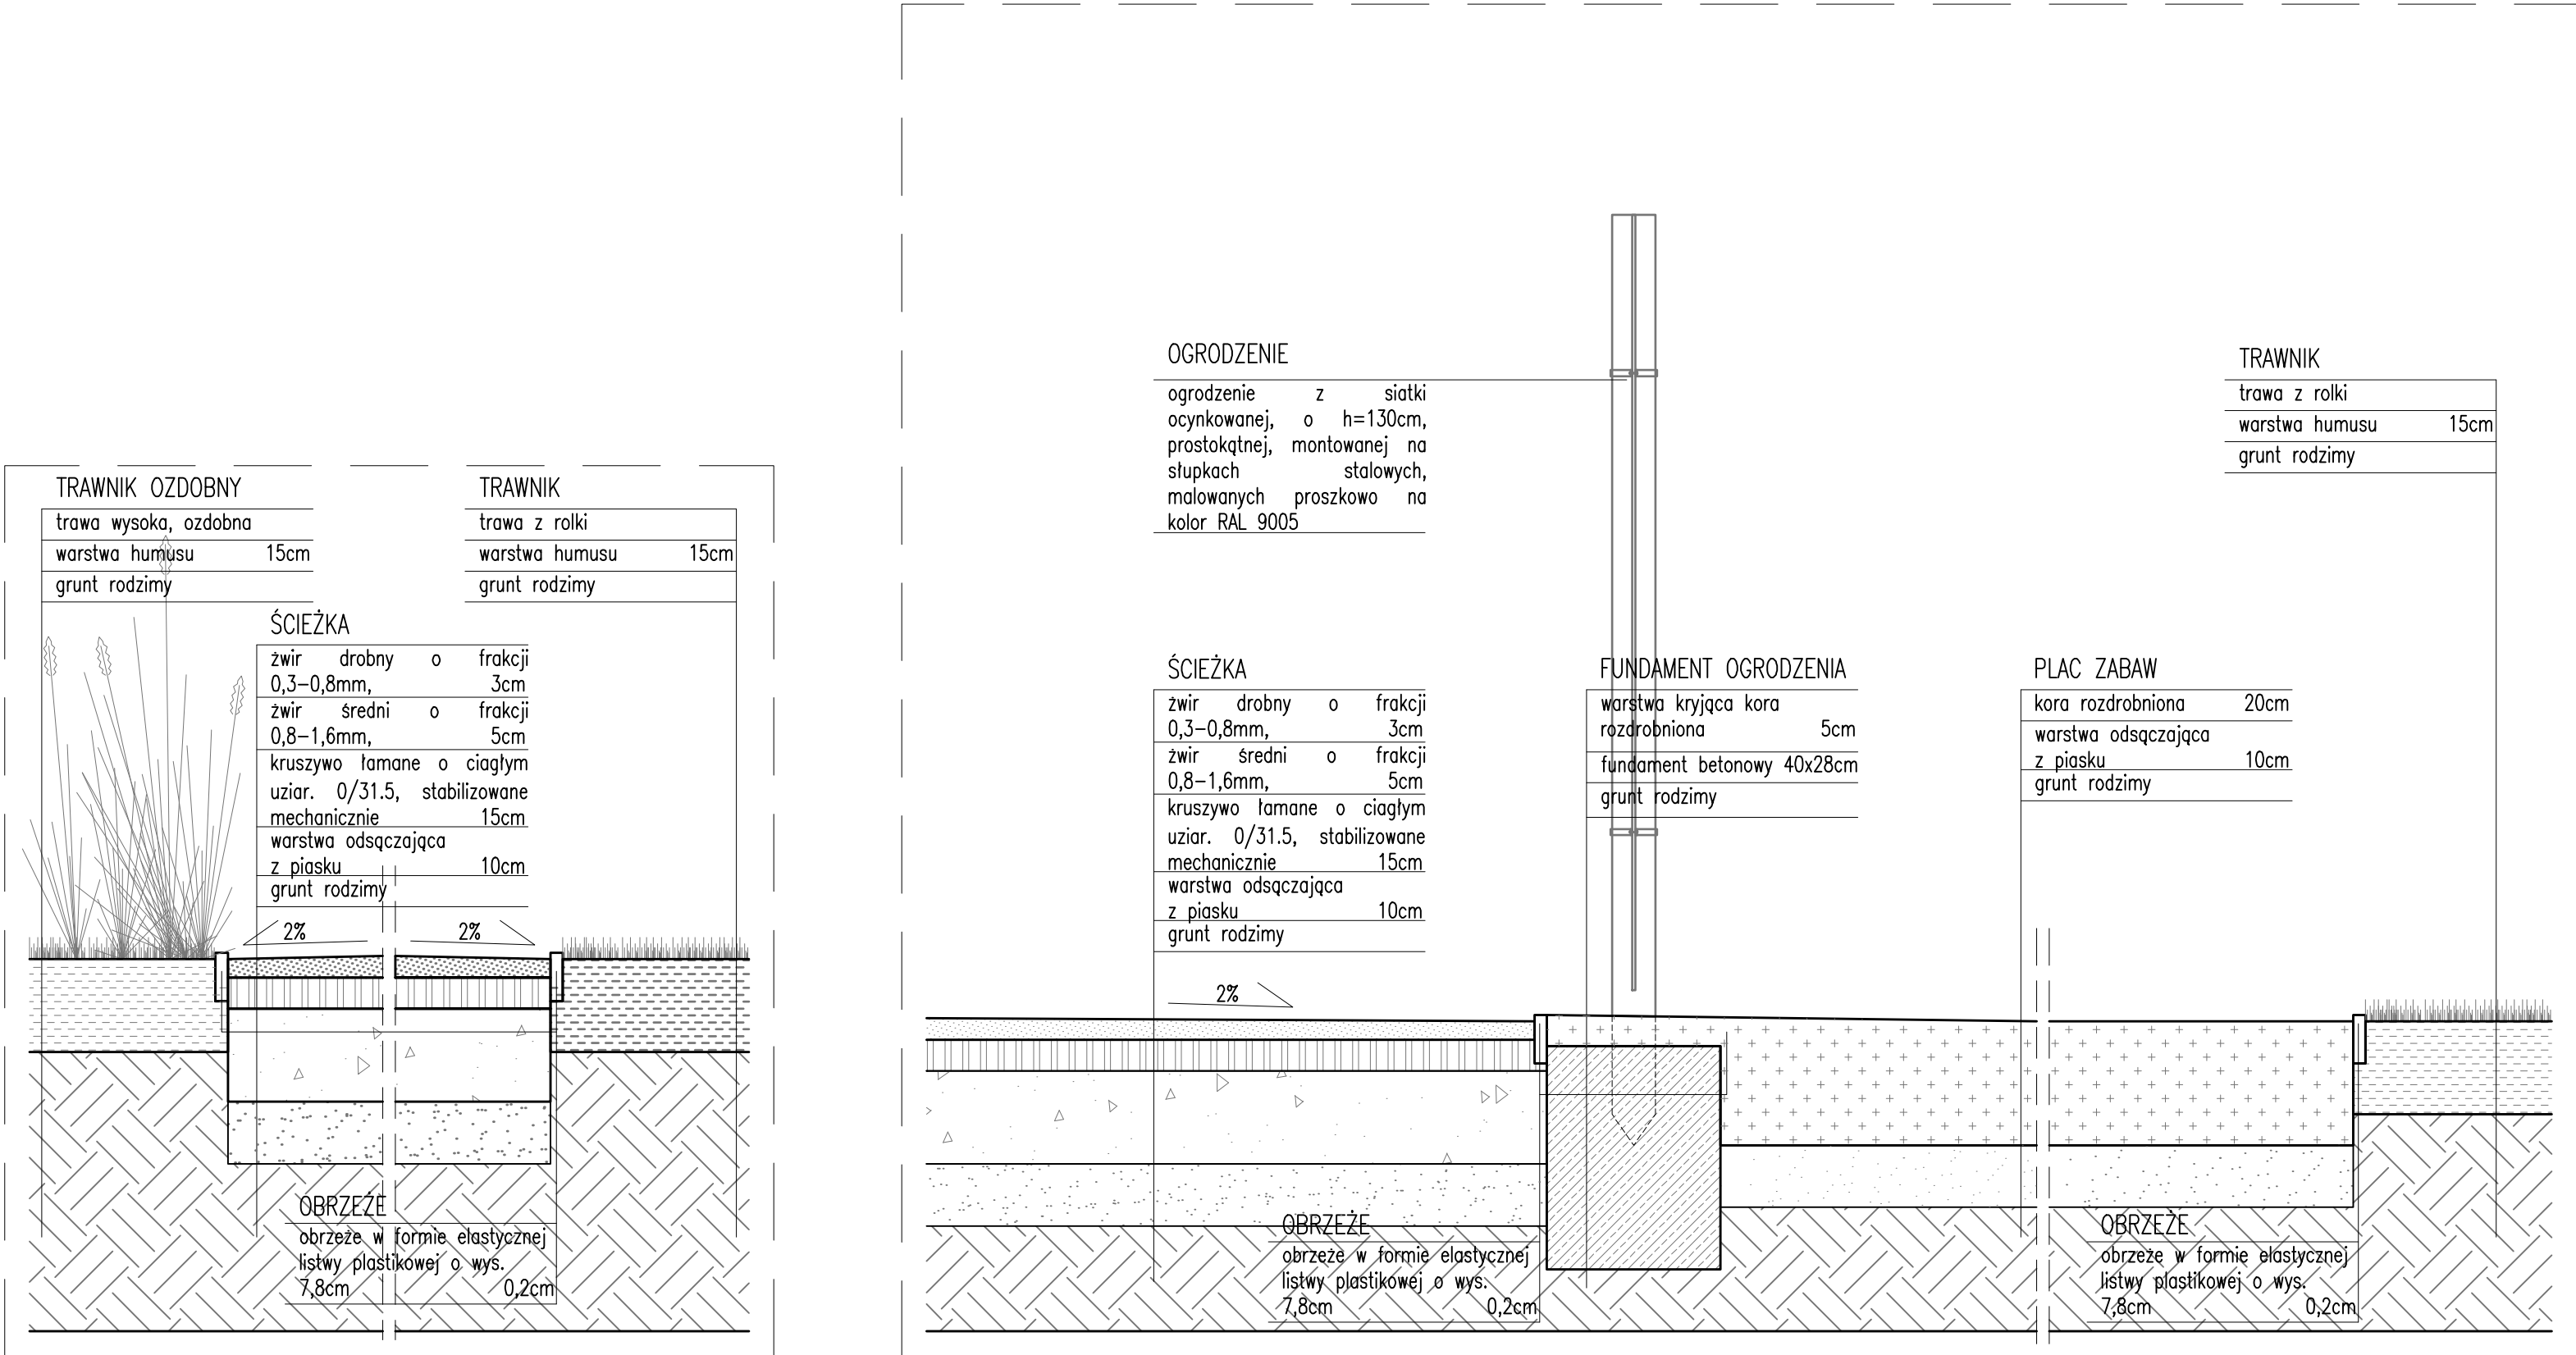 TRAWNIK OZDOBNY
trawa wysoka, ozdobna
warstwa humusu 15cm
grunt rodzimy
TRAWNIK
trawa z rolki
warstwa humusu 15cm
grunt rodzimy
ŚCIEŻKA
żwir drobny o frakcji
0,3-0,8mm, 3cm
żwir średni o frakcji
0,8-1,6mm, 5cm
kruszywo łamane o ciagłym
uziar. 0/31.5, stabilizowane
mechanicznie 15cm
warstwa odsączająca
z piasku 10cm
grunt rodzimy
2%
2%
OBRZEŻE
obrzeże w formie elastycznej
listwy plastikowej o wys.
7,8cm 0,2cm
OGRODZENIE
ogrodzenie z siatki
ocynkowanej, o h=130cm,
prostokątnej, montowanej na
słupkach stalowych,
malowanych proszkowo na
kolor RAL 9005
TRAWNIK
trawa z rolki
warstwa humusu 15cm
grunt rodzimy
ŚCIEŻKA
żwir drobny o frakcji
0,3-0,8mm, 3cm
żwir średni o frakcji
0,8-1,6mm, 5cm
kruszywo łamane o ciagłym
uziar. 0/31.5, stabilizowane
mechanicznie 15cm
warstwa odsączająca
z piasku 10cm
grunt rodzimy
2%
FUNDAMENT OGRODZENIA
warstwa kryjąca kora
rozdrobniona 5cm
fundament betonowy 40x28cm
grunt rodzimy
PLAC ZABAW
kora rozdrobniona 20cm
warstwa odsączająca
z piasku 10cm
grunt rodzimy
OBRZEŻE
obrzeże w formie elastycznej
listwy plastikowej o wys.
7,8cm 0,2cm
OBRZEŻE
obrzeże w formie elastycznej
listwy plastikowej o wys.
7,8cm 0,2cm